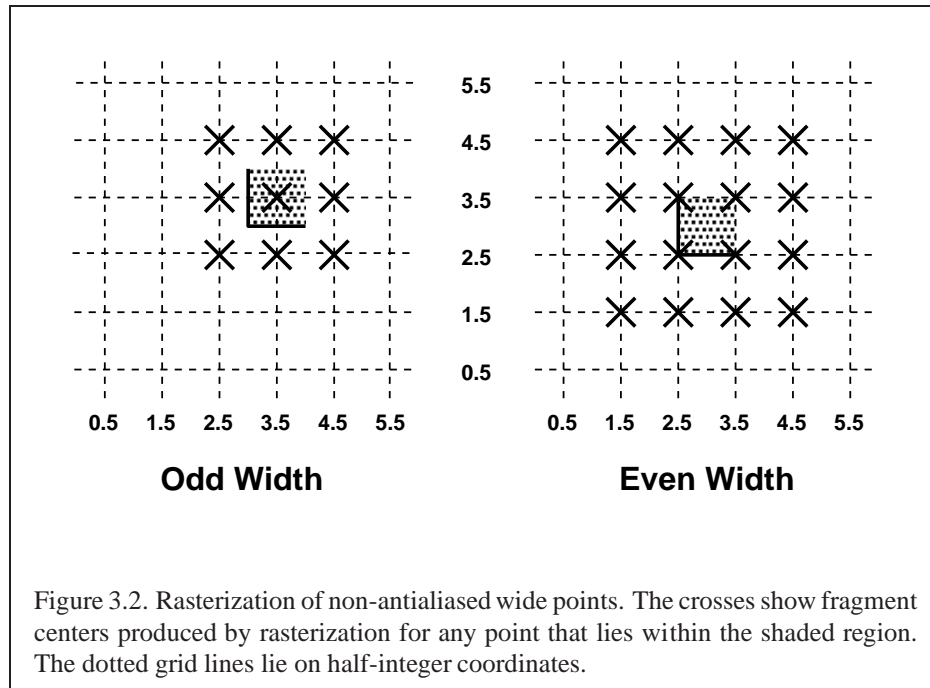 5.5
4.5
3.5
2.5
1.5
0.5
0.5 1.5 2.5 3.5 4.5 5.5
0.5 1.5 2.5 3.5 4.5 5.5
Odd Width
Even Width
Figure 3.2. Rasterization of non-antialiased wide points. The crosses show fragment
centers produced by rasterization for any point that lies within the shaded region.
The dotted grid lines lie on half-integer coordinates.